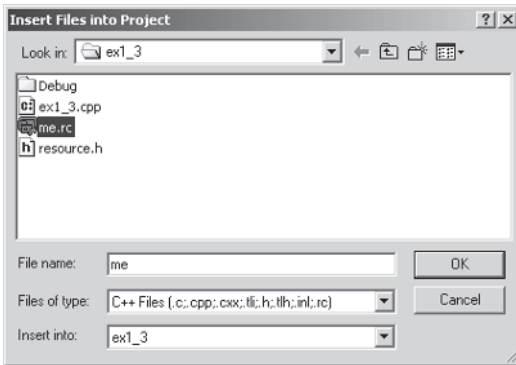 Insert Files into Project
Look in: ex1_3
Debug
ex1_3.cpp
me.rc
resource.h
File name: me OK
Files of type: C++ Files (.c;.cpp;.cxx;.tli;.h;.tlh;.inl;.rc) Cancel
Insert into: ex1_3